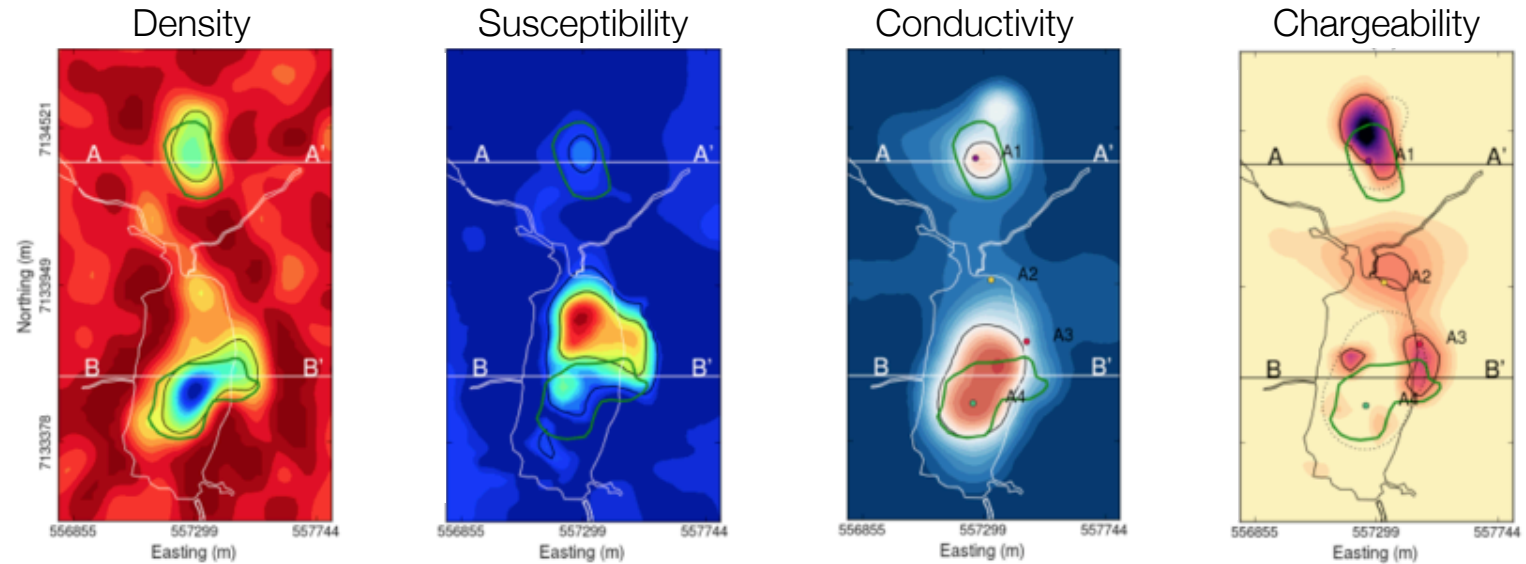 Density
Susceptibility
Conductivity
Chargeability
Northing (m)
7134521
7133949
7133378
A A'
B B'
556855 557299 557744
Easting (m)
A A'
B B'
556855 557299 557744
Easting (m)
A A1 A'
A2
A3
B B'
A4
556855 557299 557744
Easting (m)
A A1 A'
A2
A3
B B'
A4
556855 557299 557744
Easting (m)